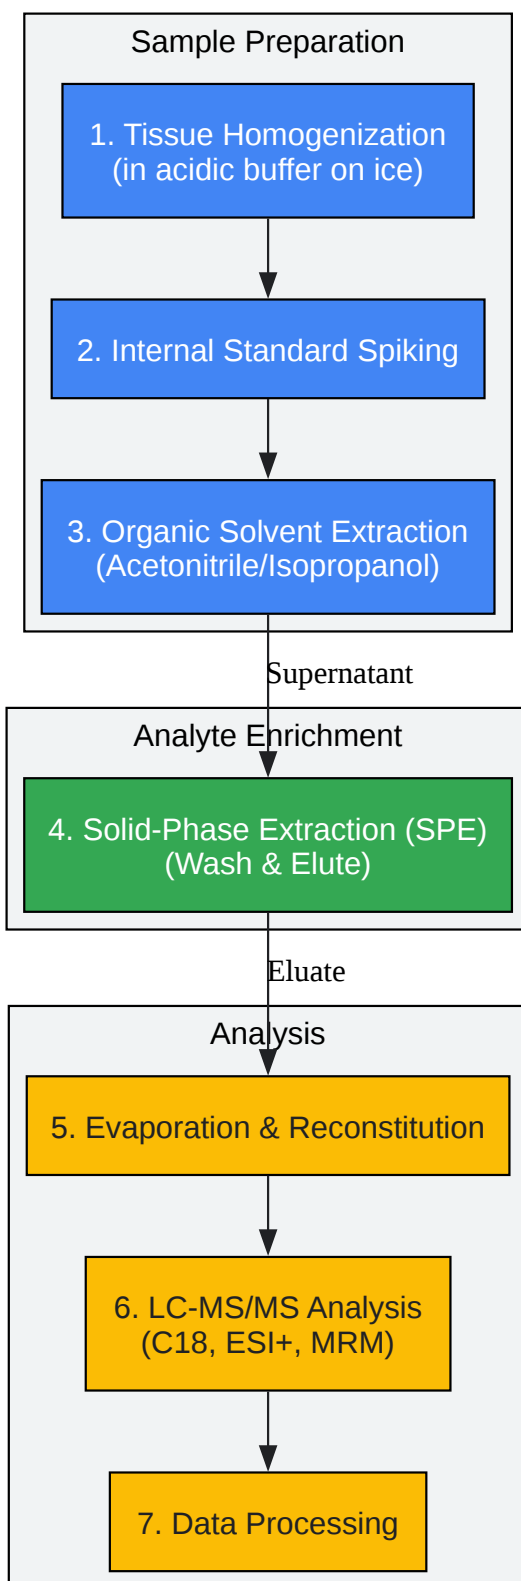 Sample Preparation
1. Tissue Homogenization
(in acidic buffer on ice)
2. Internal Standard Spiking
3. Organic Solvent Extraction
(Acetonitrile/Isopropanol)
Supernatant
Analyte Enrichment
4. Solid-Phase Extraction (SPE)
(Wash & Elute)
Eluate
Analysis
5. Evaporation & Reconstitution
6. LC-MS/MS Analysis
(C18, ESI+, MRM)
7. Data Processing